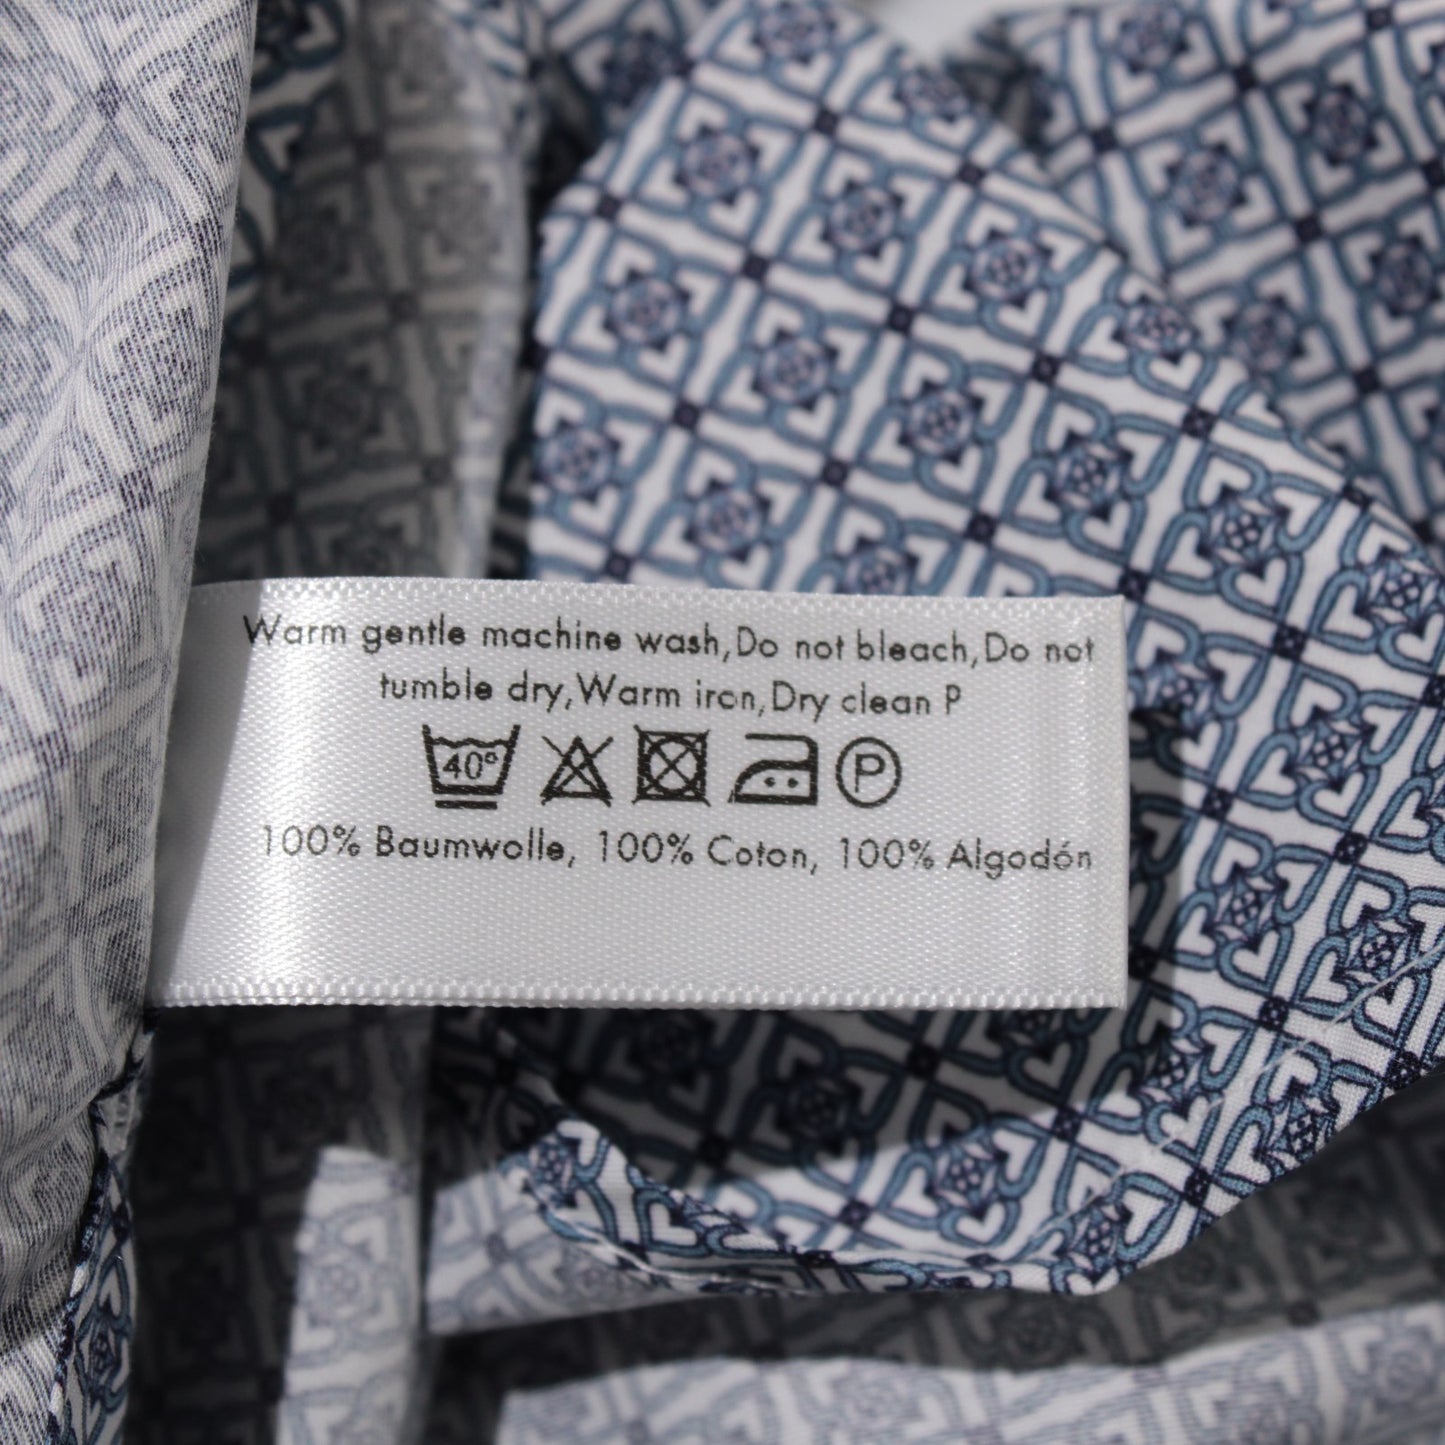 Warm gentle machine wash,Do not bleach,Do not
tumble dry,Warm iron,Dry clean P
40° P
100% Baumwolle, 100% Coton, 100% Algodón